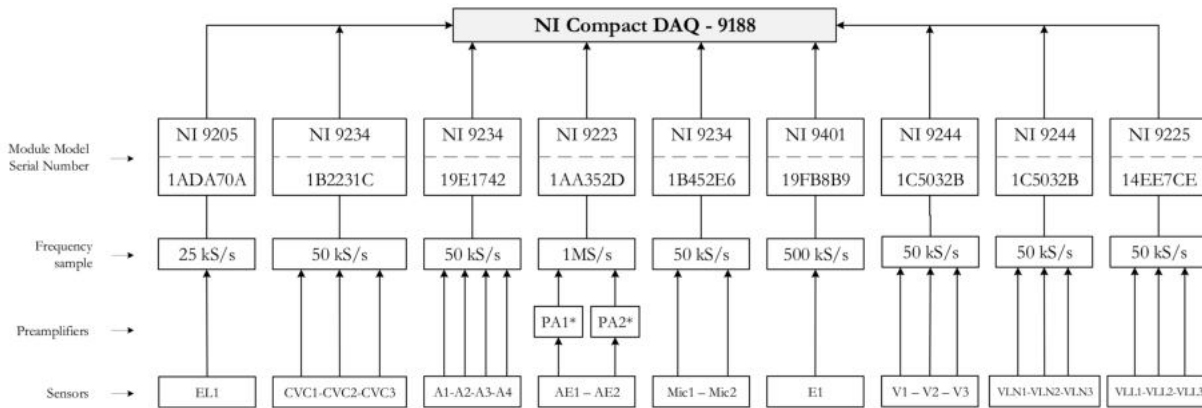 NI Compact DAQ - 9188
Module Model
Serial Number
NI 9205
1ADA70A
NI 9234
1B2231C
NI 9234
19E1742
NI 9223
1AA352D
NI 9234
1B452E6
NI 9401
19FB8B9
NI 9244
1C5032B
NI 9244
1C5032B
NI 9225
14EE7CE
Frequency
sample
25 kS/s
50 kS/s
50 kS/s
1MS/s
50 kS/s
500 kS/s
50 kS/s
50 kS/s
50 kS/s
Preamplifiers
PA1*
PA2*
Sensors
EL1
CVC1-CVC2-CVC3
A1-A2-A3-A4
AE1 – AE2
Mic1 – Mic2
E1
V1 – V2 – V3
VLN1-VLN2-VLN3
VLL1-VLL2-VLL3